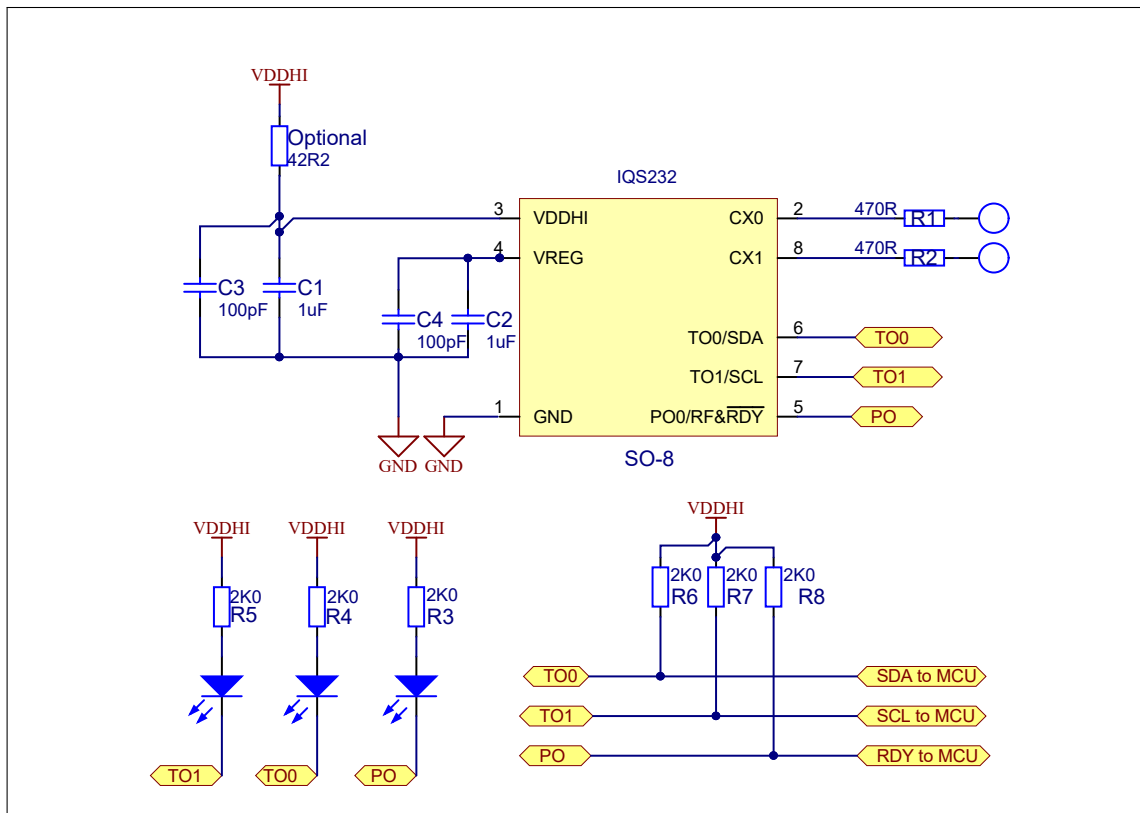 VDDHI
Optional
42R2
C3
100pF
C1
1uF
C4
100pF
C2
1uF
GND
GND
IQS232
3
VDDHI
4
VREG
1
GND
CX0
2
CX1
8
TO0/SDA
6
TO1/SCL
7
PO0/RF&RDY
5
SO-8
470R
R1
470R
R2
TO0
TO1
PO
VDDHI
VDDHI
VDDHI
2K0
R5
2K0
R4
2K0
R3
TO1
TO0
PO
VDDHI
2K0
R6
2K0
R7
2K0
R8
TO0
SDA to MCU
TO1
SCL to MCU
PO
RDY to MCU